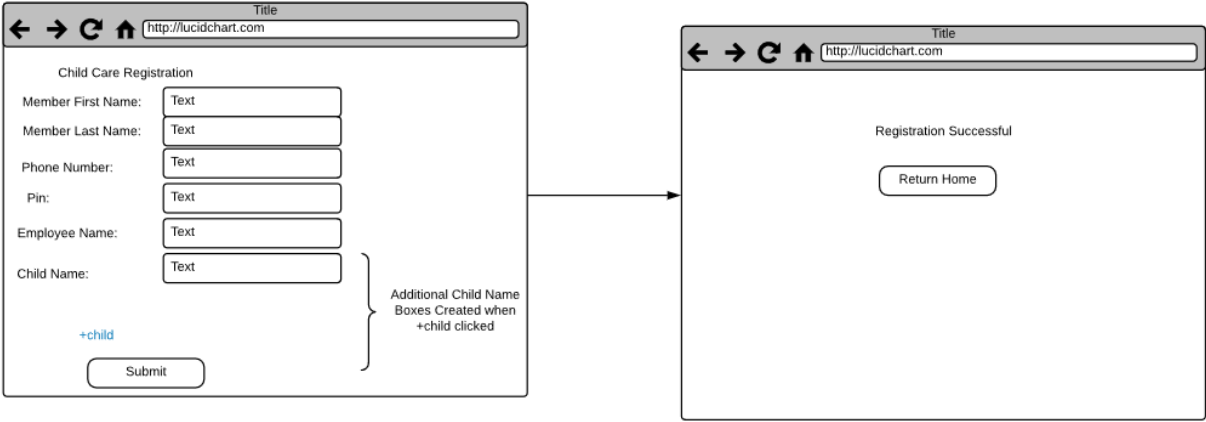 Title
http://lucidchart.com
Child Care Registration
Member First Name:
Text
Member Last Name:
Text
Phone Number:
Text
Pin:
Text
Employee Name:
Text
Child Name:
Text
Additional Child Name
Boxes Created when
+child clicked
+child
Submit
Title
http://lucidchart.com
Registration Successful
Return Home